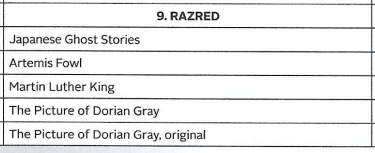 9. RAZRED
Japanese Ghost Stories
Artemis Fowl
Martin Luther King
The Picture of Dorian Gray
The Picture of Dorian Gray, original